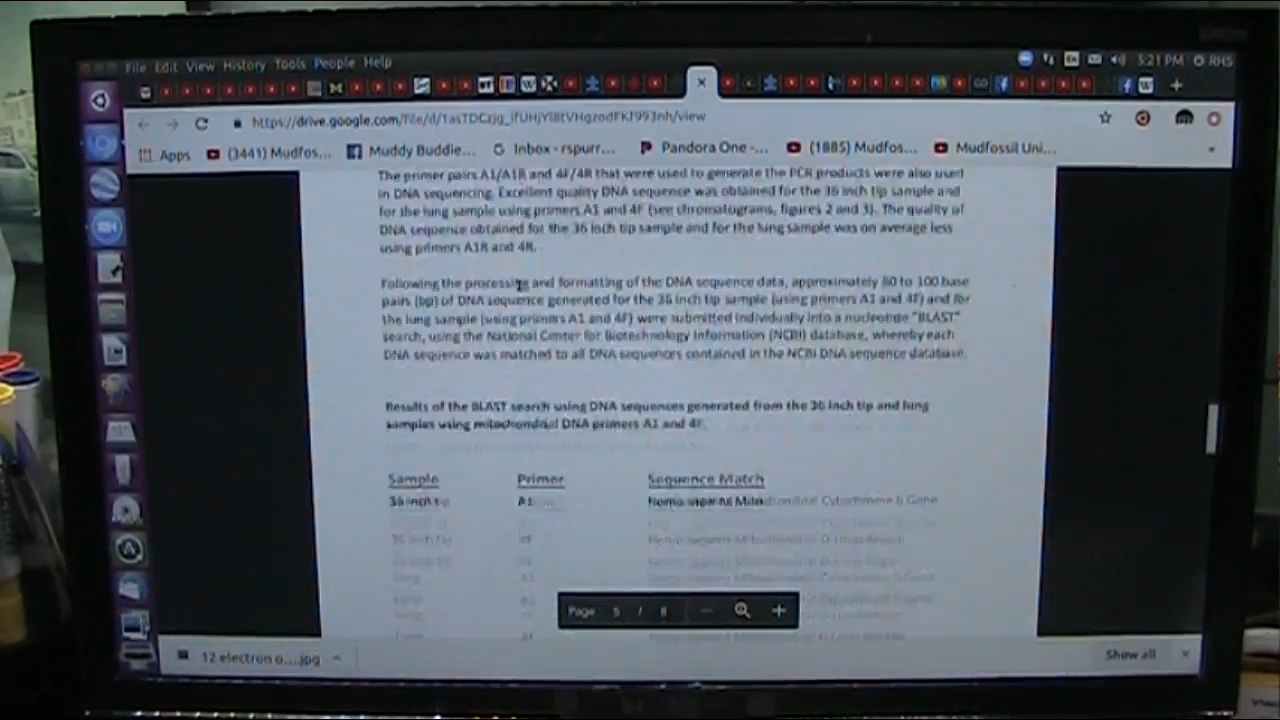 File Edit View History Tools People Help
5:21 PM RHS
https://drive.google.com/file/d/
Apps (3441) Mudfos... Muddy Buddie... Inbox - rspurr... Pandora One -... (1885) Mudfos... Mudfossil Uni...
The primer pairs A1/A1R and 4F/4R that were used to generate the PCR products were also used
in DNA sequencing. Excellent quality DNA sequence was obtained for the 36 inch tip sample and
for the lung sample using primers A1 and 4F (see chromatograms, figures 2 and 3). The quality of
DNA sequence obtained for the 36 inch tip sample and for the lung sample was on average less
using primers A1R and 4R.
Following the processing and formatting of the DNA sequence data, approximately 80 to 100 base
pairs (bp) of DNA sequence generated for the 36 inch tip sample (using primers A1 and 4F) and for
the lung sample (using primers A1 and 4F) were submitted individually into a nucleotide "BLAST"
search, using the National Center for Biotechnology Information (NCBI) database, whereby each
DNA sequence was matched to all DNA sequences contained in the NCBI DNA sequence database.
Results of the BLAST search using DNA sequences generated from the 36 inch tip and lung
samples using mitochondrial DNA primers A1 and 4F.
Sample Primer Sequence Match
36 inch tip A1 Homo sapiens Mitochondrial Cytochrome b Gene
Page 5 / 8
12 electron o....jpg
Show all